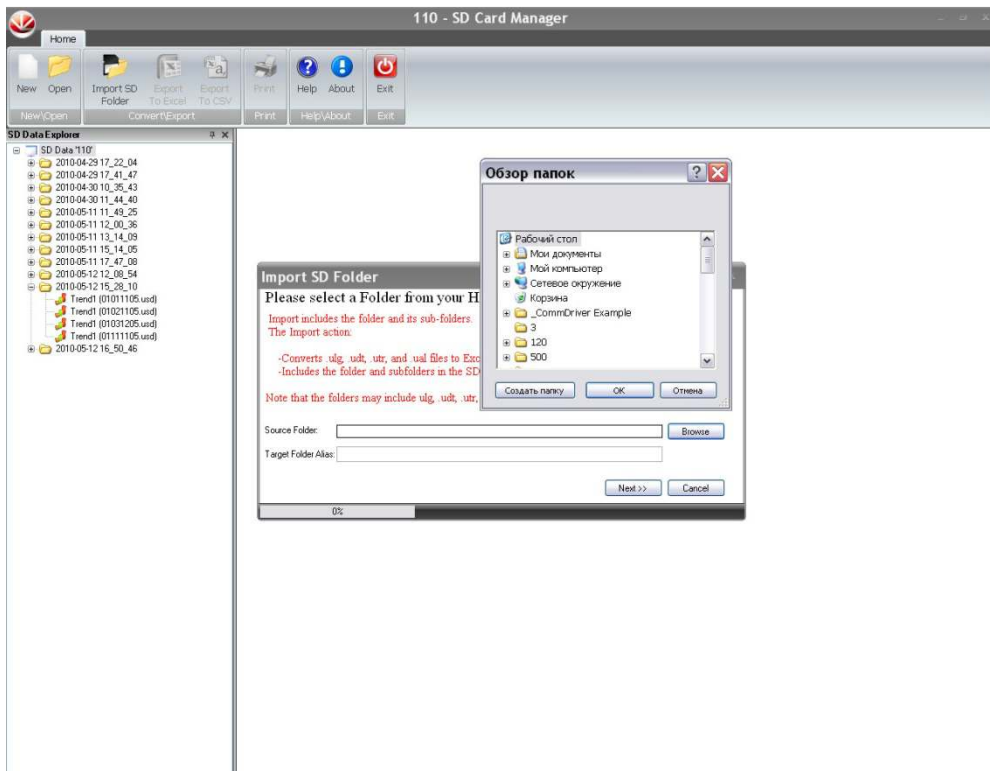 110 - SD Card Manager
Home
New Open Import SD Folder Export To Excel Export To CSV Print Help About Exit
New\Open Convert\Export Print Help\About Exit
SD Data Explorer
SD Data '110'
2010-04-29 17_22_04
2010-04-29 17_41_47
2010-04-30 10_35_43
2010-04-30 11_44_40
2010-05-11 11_49_25
2010-05-11 12_00_36
2010-05-11 13_14_09
2010-05-11 15_14_05
2010-05-11 17_47_08
2010-05-12 12_08_54
2010-05-12 15_28_10
Trend1 (01011105.usd)
Trend1 (01021105.usd)
Trend1 (01031205.usd)
Trend1 (01111105.usd)
2010-05-12 16_50_46
Обзор папок
Рабочий стол
Мои документы
Мой компьютер
Сетевое окружение
Корзина
_CommDriver Example
3
120
500
Создать папку ОК Отмена
Import SD Folder
Please select a Folder from your H
Import includes the folder and its sub-folders.
The Import action:
-Converts .ulg, .udt, .utr, and .ual files to Exc
-Includes the folder and subfolders in the SD
Note that the folders may include ulg, .udt, .utr,
Source Folder: Browse
Target Folder Alias:
Next >> Cancel
0%